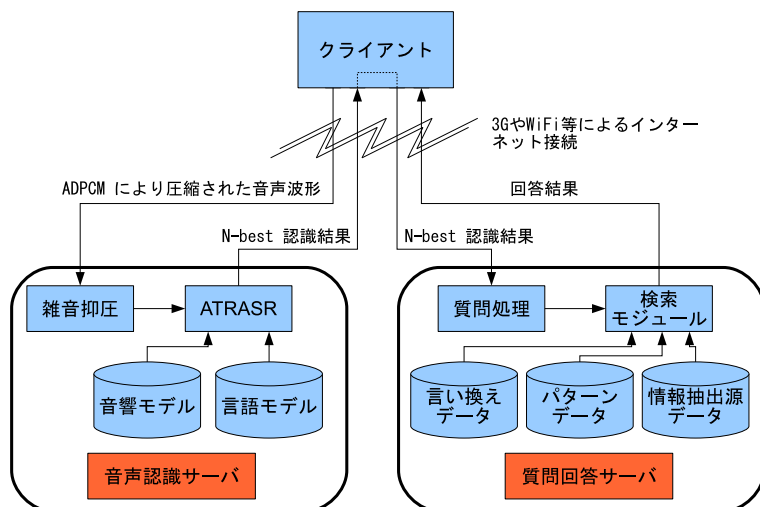 クライアント
3GやWiFi等によるインター
ネット接続
ADPCM により圧縮された音声波形
回答結果
N-best 認識結果
N-best 認識結果
雑音抑圧
ATRASR
質問処理
検索
モジュール
音響モデル
言語モデル
言い換え
データ
パターン
データ
情報抽出源
データ
音声認識サーバ
質問回答サーバ